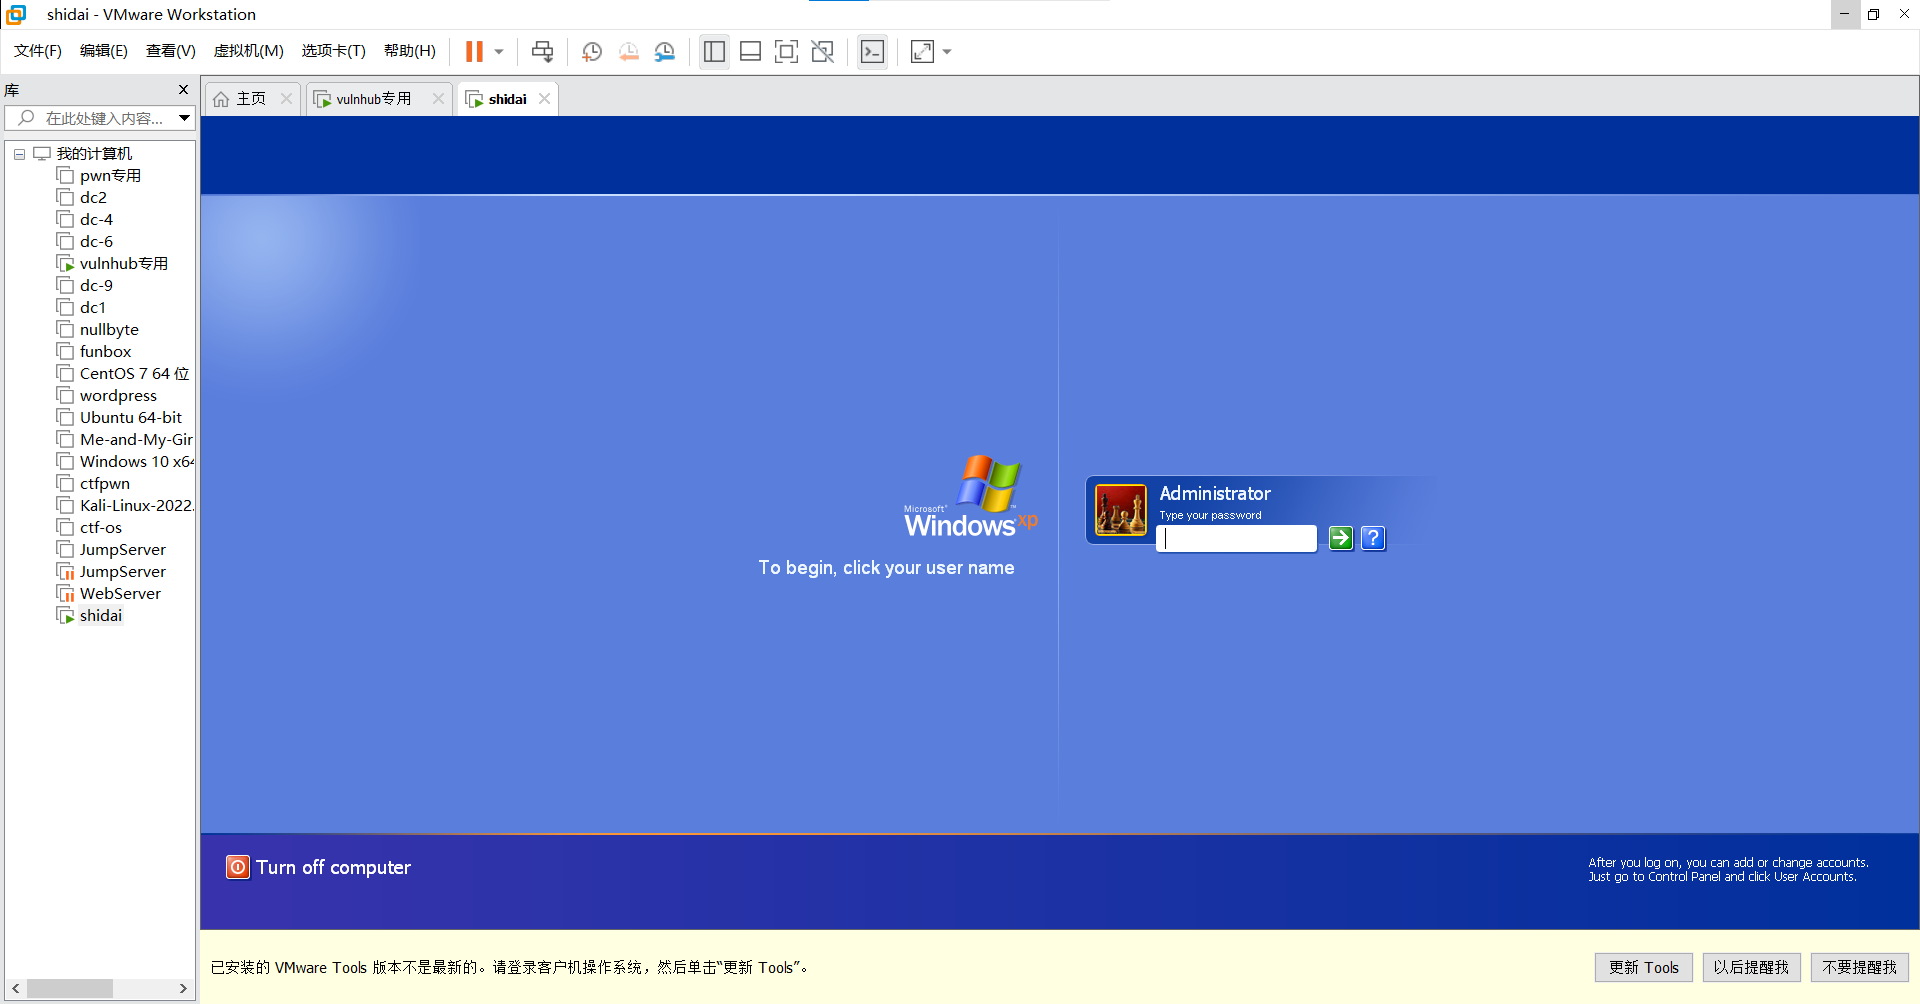 shidai - VMware Workstation
文件(F) 编辑(E) 查看(V) 虚拟机(M) 选项卡(T) 帮助(H)
库
在此处键入内容...
主页
vulnhub专用
shidai
我的计算机
pwn专用
dc2
dc-4
dc-6
vulnhub专用
dc-9
dc1
nullbyte
funbox
CentOS 7 64 位
wordpress
Ubuntu 64-bit
Me-and-My-Gir
Windows 10 x64
ctfpwn
Kali-Linux-2022.
ctf-os
JumpServer
JumpServer
WebServer
shidai
Microsoft®
Windows xp
To begin, click your user name
Administrator
Type your password
?
Turn off computer
After you log on, you can add or change accounts.
Just go to Control Panel and click User Accounts.
已安装的 VMware Tools 版本不是最新的。请登录客户机操作系统，然后单击“更新 Tools”。
更新 Tools 以后提醒我 不要提醒我